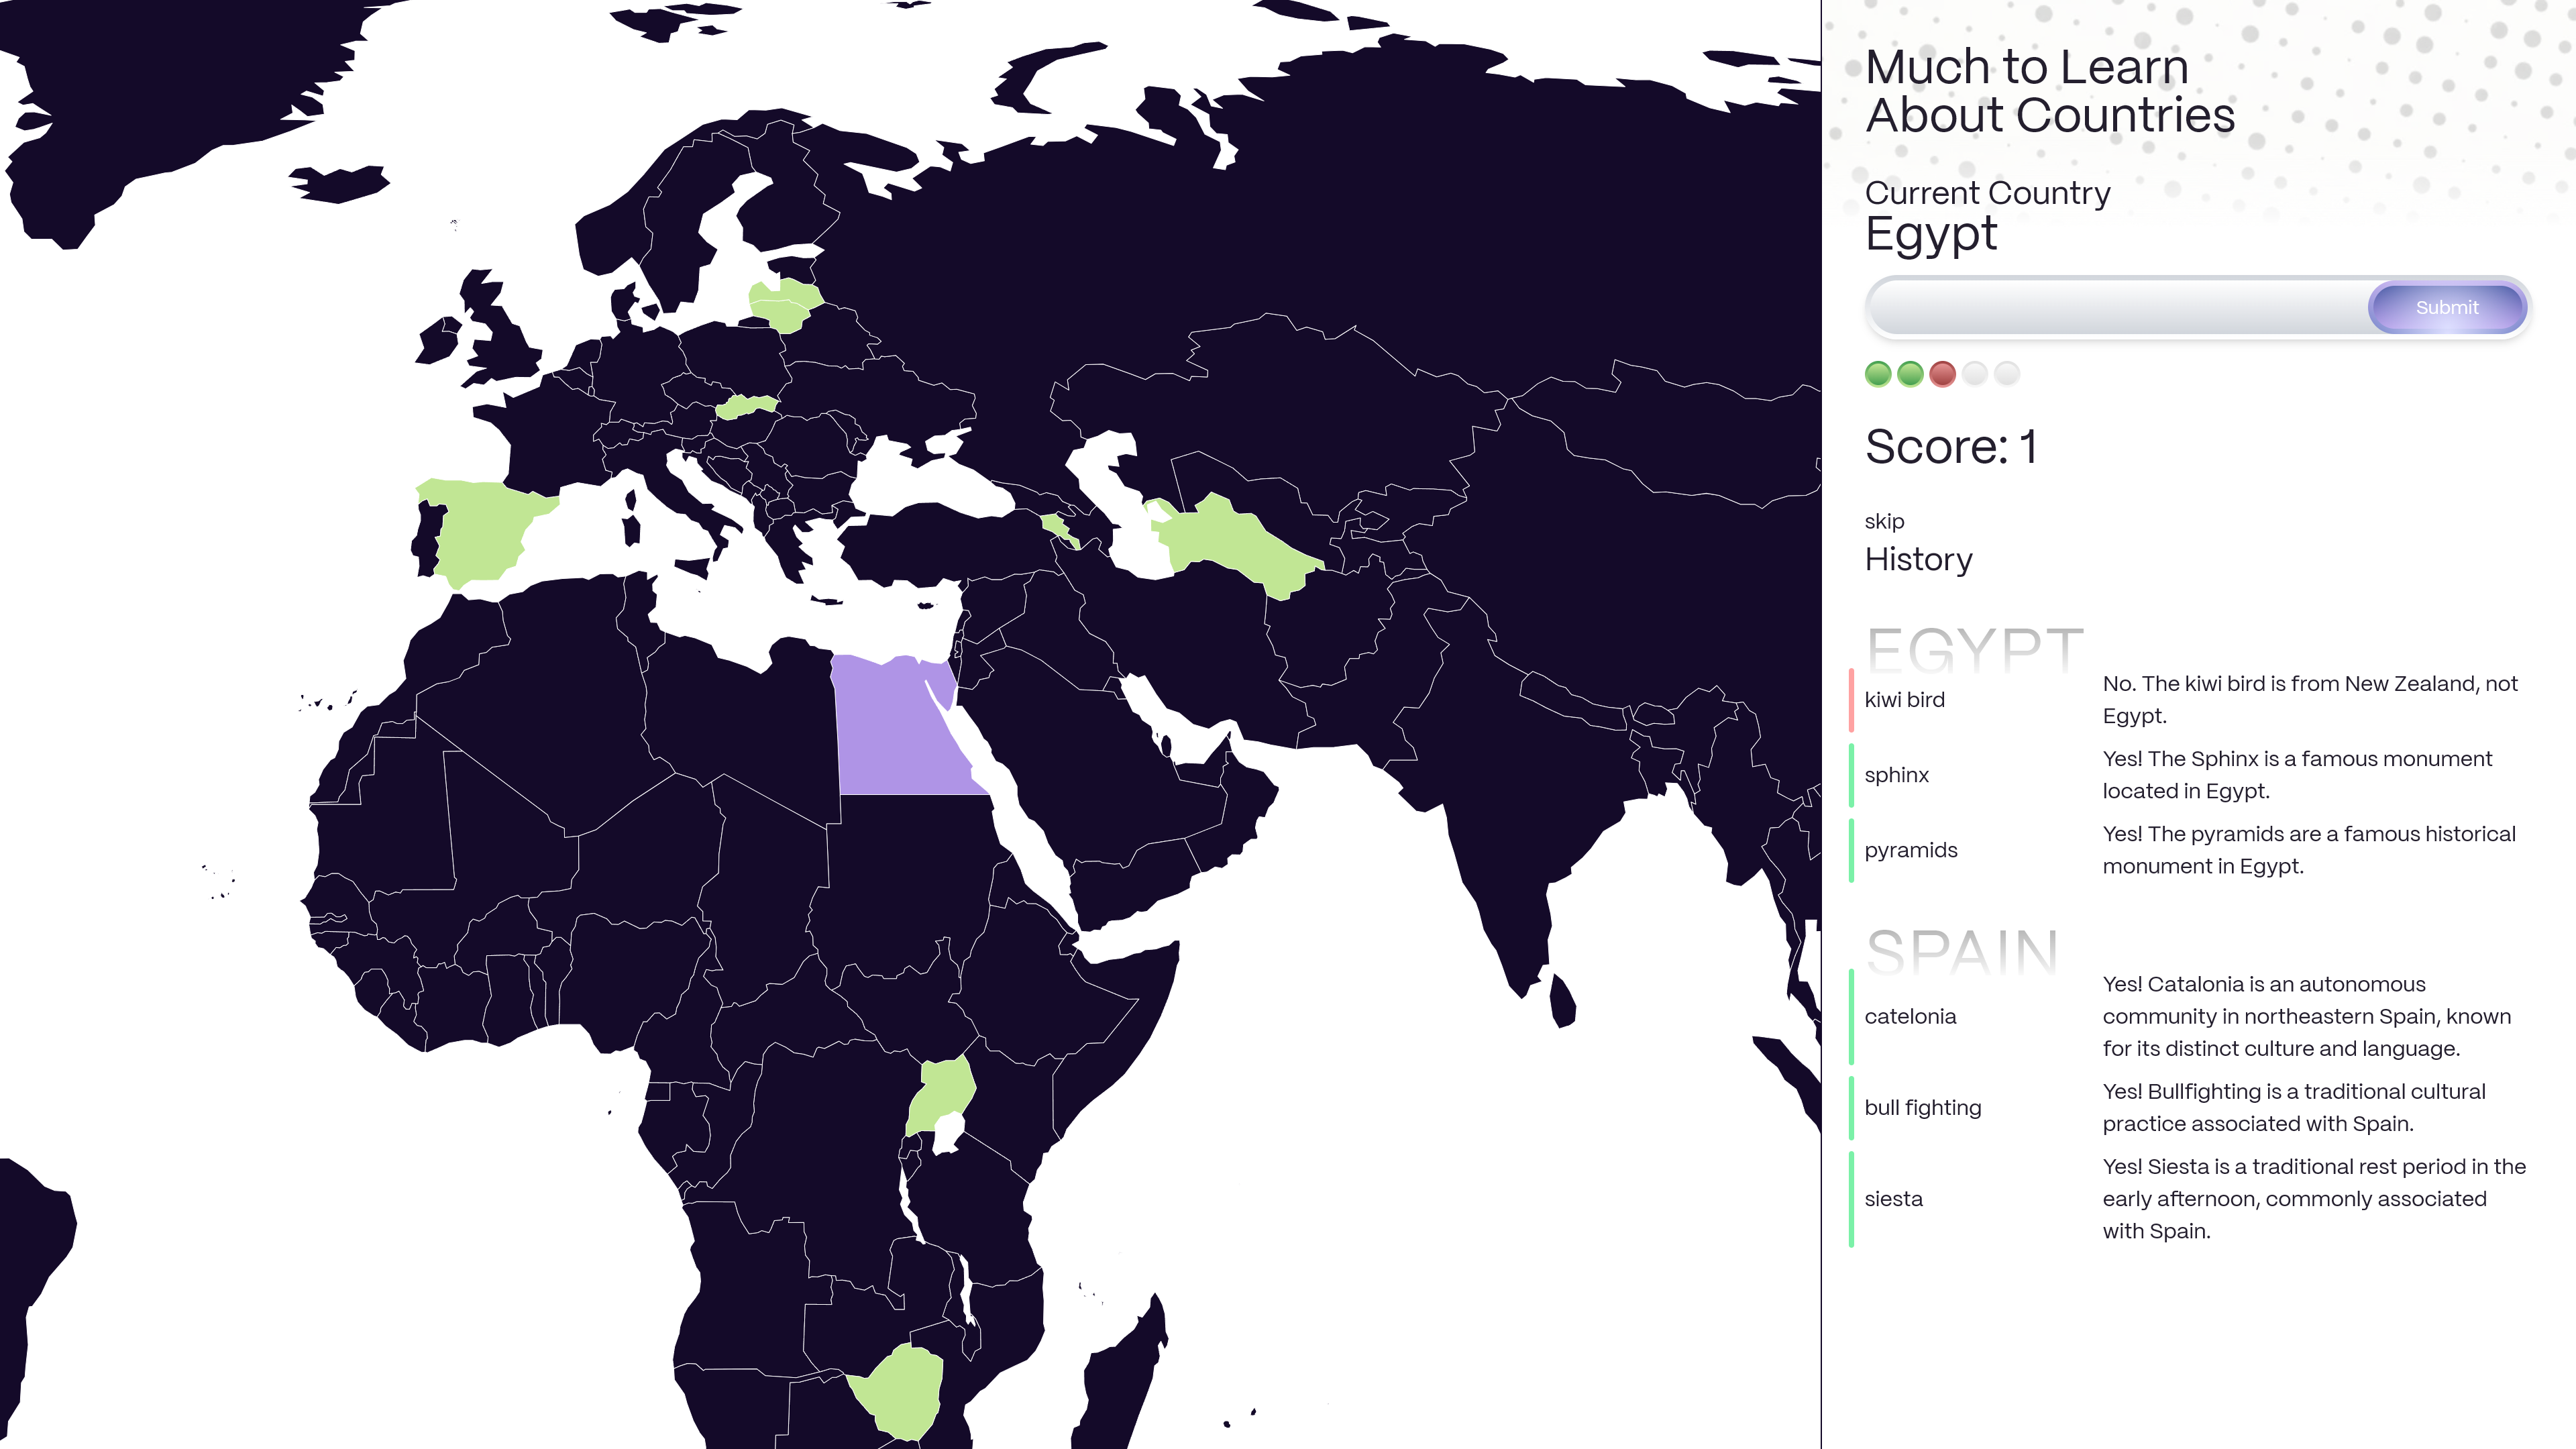 Much to Learn
About Countries
Current Country
Egypt
Submit
Score: 1
skip
History
EGYPT
kiwi bird
No. The kiwi bird is from New Zealand, not
Egypt.
sphinx
Yes! The Sphinx is a famous monument
located in Egypt.
pyramids
Yes! The pyramids are a famous historical
monument in Egypt.
SPAIN
catelonia
Yes! Catalonia is an autonomous
community in northeastern Spain, known
for its distinct culture and language.
bull fighting
Yes! Bullfighting is a traditional cultural
practice associated with Spain.
siesta
Yes! Siesta is a traditional rest period in the
early afternoon, commonly associated
with Spain.